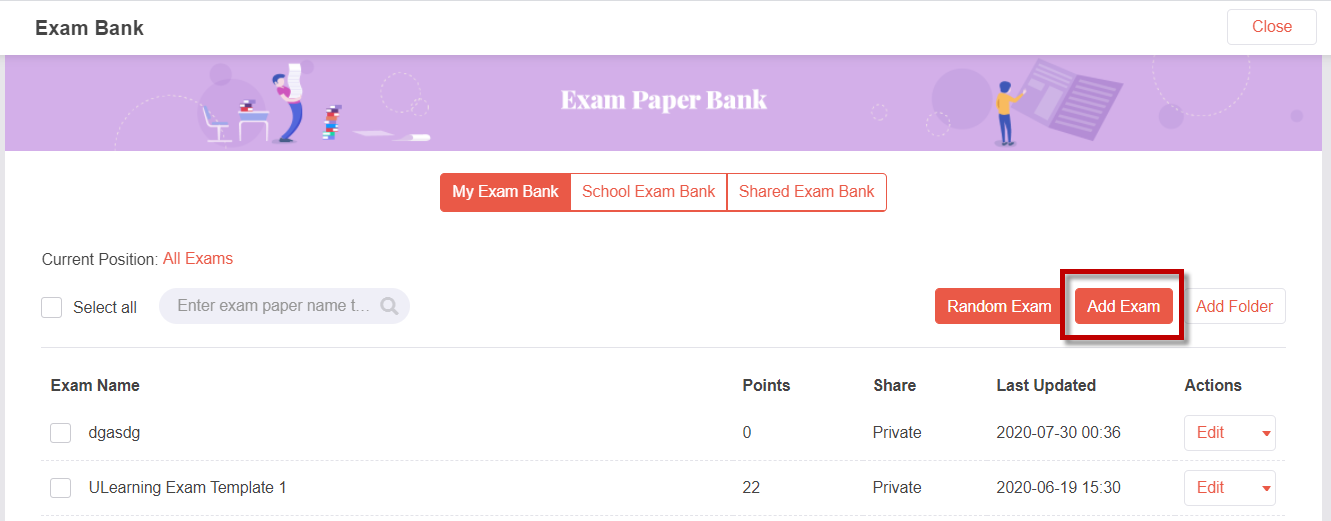 Exam Bank
Close
Exam Paper Bank
My Exam Bank School Exam Bank Shared Exam Bank
Current Position: All Exams
Select all Enter exam paper name t... Random Exam Add Exam Add Folder
Exam Name Points Share Last Updated Actions
dgasdg 0 Private 2020-07-30 00:36 Edit
ULearning Exam Template 1 22 Private 2020-06-19 15:30 Edit